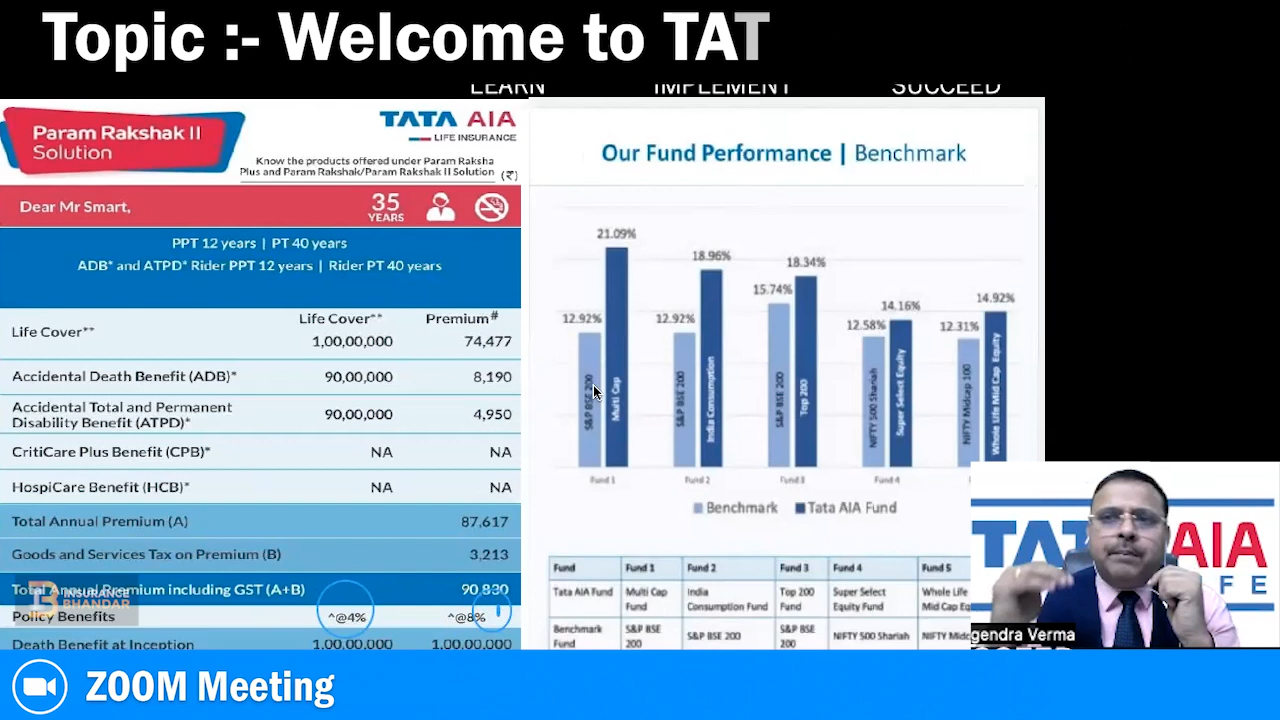 Topic :- Welcome to TAT
LEARN IMPLEMENT SUCCEED
Param Rakshak II
Solution
TATA AIA
LIFE INSURANCE
Know the products offered under Param Raksha
Plus and Param Rakshak/Param Rakshak II Solution (₹)
Dear Mr Smart,
35
YEARS
PPT 12 years | PT 40 years
ADB* and ATPD* Rider PPT 12 years | Rider PT 40 years
Life Cover** Premium#
Life Cover** 1,00,00,000 74,477
Accidental Death Benefit (ADB)* 90,00,000 8,190
Accidental Total and Permanent
Disability Benefit (ATPD)* 90,00,000 4,950
CritiCare Plus Benefit (CPB)* NA NA
HospiCare Benefit (HCB)* NA NA
Total Annual Premium (A) 87,617
Goods and Services Tax on Premium (B) 3,213
Total Annual Premium including GST (A+B) 90,830
Policy Benefits ^@4% ^@8%
Death Benefit at Inception 1,00,00,000 1,00,00,000
INSURANCE
BHANDAR
Our Fund Performance | Benchmark
12.92% 21.09% 12.92% 18.96% 15.74% 18.34% 12.58% 14.16% 12.31% 14.92%
S&P BSE 200
Multi Cap
S&P BSE 200
India Consumption
S&P BSE 200
Top 200
NIFTY 500 Shariah
Super Select Equity
NIFTY Midcap 100
Whole Life Mid Cap Equity
Fund 1 Fund 2 Fund 3 Fund 4
Benchmark Tata AIA Fund
Fund Fund 1 Fund 2 Fund 3 Fund 4 Fund 5
Tata AIA Fund Multi Cap Fund India Consumption Fund Top 200 Fund Super Select Equity Fund Whole Life Mid Cap Eq
Benchmark Fund S&P BSE 200 S&P BSE 200 S&P BSE 200 NIFTY 500 Shariah NIFTY Midc
TATA AIA
IFE
gendra Verma
ZOOM Meeting